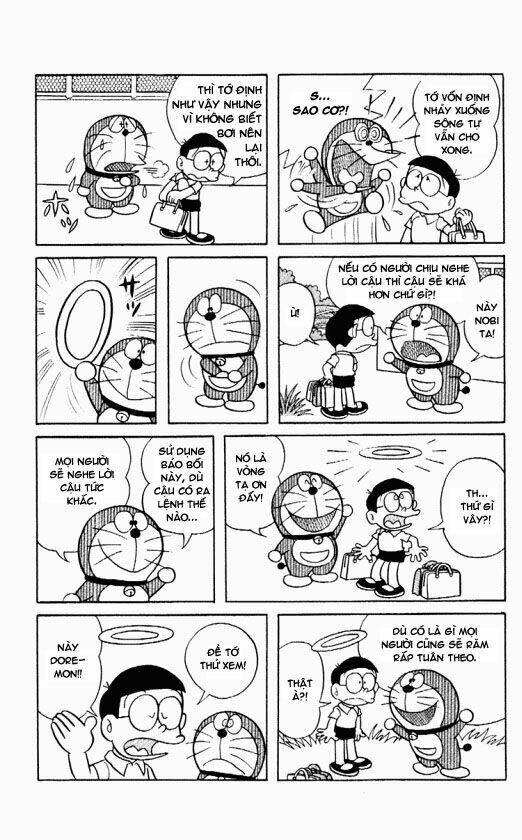 TỚ VỐN ĐỊNH
NHẢY XUỐNG
SÔNG TỰ
VẪN CHO
XONG.
S...
SAO CƠ?!
THÌ TỚ ĐỊNH
NHƯ VẬY NHƯNG
VÌ KHÔNG BIẾT
BƠI NÊN
LẠI
THÔI.
NÀY
NOBI
TA!
NẾU CÓ NGƯỜI CHỊU NGHE
LỜI CẬU THÌ CẬU SẼ KHÁ
HƠN CHỨ GÌ?!
Ừ!
TH...
THỨ GÌ
VẬY?!
NÓ LÀ
VÒNG
TẠ ƠN
ĐẤY!
SỬ DỤNG
BÁO BỐI
NÀY, DÙ
CẬU CÓ RA
LỆNH THẾ
NÀO...
MỌI NGƯỜI
SẼ NGHE LỜI
CẬU TỨC
KHẮC.
DÙ CÓ LÀ GÌ MỌI
NGƯỜI CŨNG SẼ RĂM
RẮP TUÂN THEO.
THẬT
À?!
ĐỂ TỚ
THỬ XEM!
NÀY
DORE-
MON!!